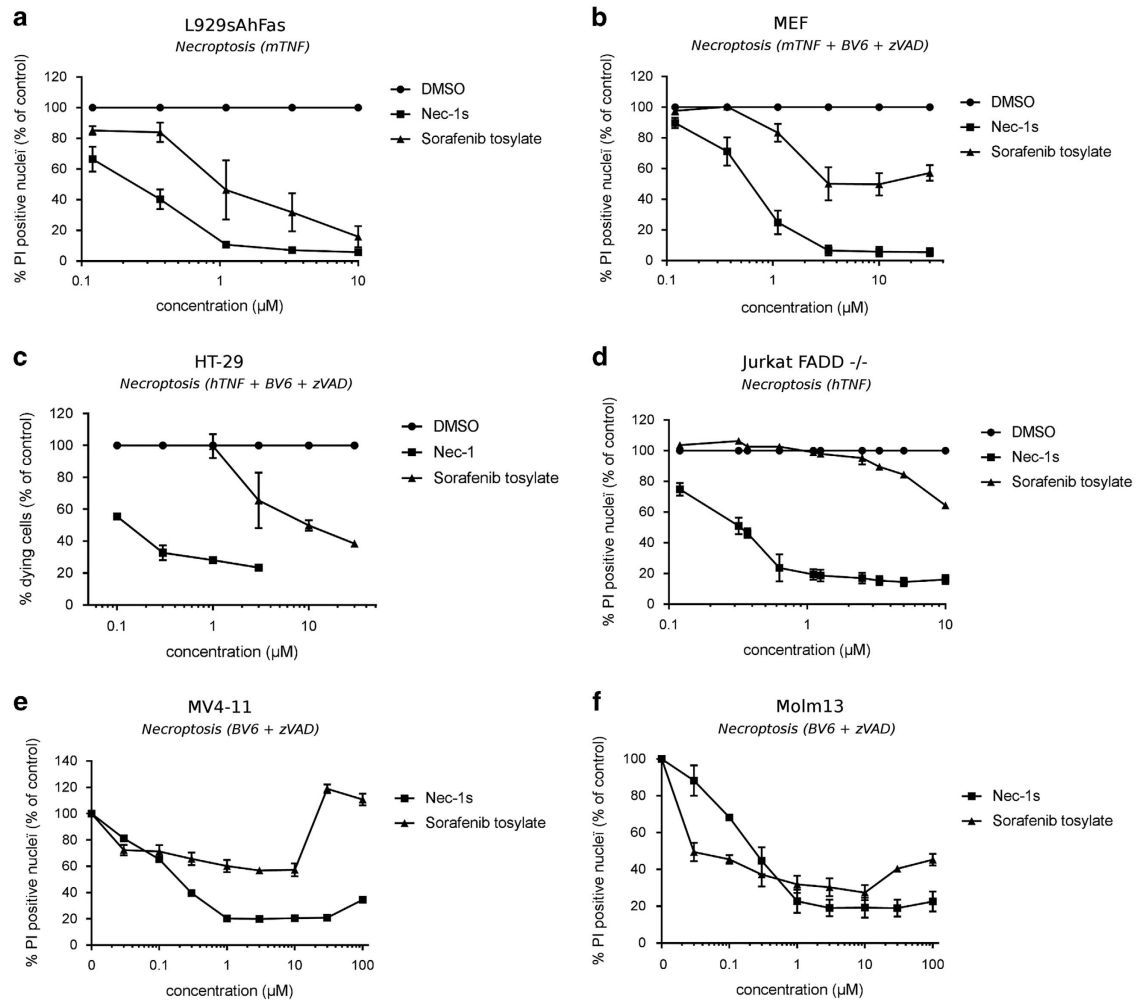 a
L929sAhFas
Necroptosis (mTNF)
% PI positive nucleï (% of control)
120
100
80
60
40
20
0
0.1
1
10
concentration (µM)
DMSO
Nec-1s
Sorafenib tosylate
b
MEF
Necroptosis (mTNF + BV6 + zVAD)
% PI positive nucleï (% of control)
120
100
80
60
40
20
0
0.1
1
10
concentration (µM)
DMSO
Nec-1s
Sorafenib tosylate
c
HT-29
Necroptosis (hTNF + BV6 + zVAD)
% dying cells (% of control)
120
100
80
60
40
20
0
0.1
1
10
concentration (µM)
DMSO
Nec-1
Sorafenib tosylate
d
Jurkat FADD -/-
Necroptosis (hTNF)
% PI positive nucleï (% of control)
120
100
80
60
40
20
0
0.1
1
10
concentration (µM)
DMSO
Nec-1s
Sorafenib tosylate
e
MV4-11
Necroptosis (BV6 + zVAD)
% PI positive nucleï (% of control)
140
120
100
80
60
40
20
0
0
0.1
1
10
100
concentration (µM)
Nec-1s
Sorafenib tosylate
f
Molm13
Necroptosis (BV6 + zVAD)
% PI positive nucleï (% of control)
100
80
60
40
20
0
0
0.1
1
10
100
concentration (µM)
Nec-1s
Sorafenib tosylate